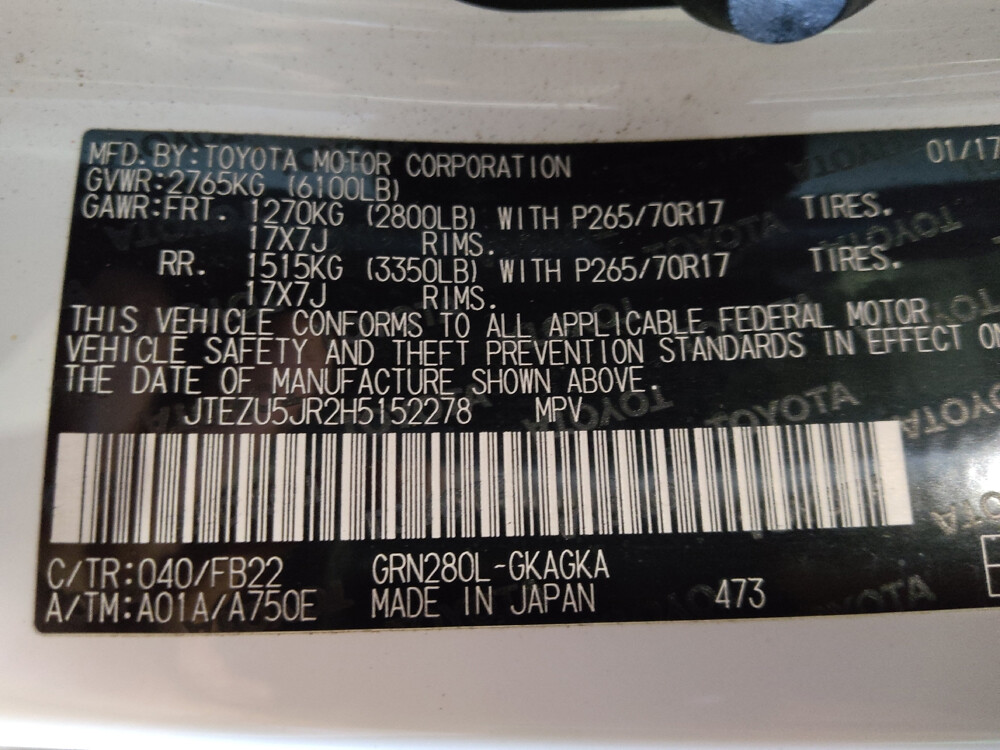 MFD. BY:TOYOTA MOTOR CORPORATION 01/17
GVWR:2765KG (6100LB)
GAWR:FRT. 1270KG (2800LB) WITH P265/70R17 TIRES.
17X7J RIMS.
RR. 1515KG (3350LB) WITH P265/70R17 TIRES.
17X7J RIMS.
THIS VEHICLE CONFORMS TO ALL APPLICABLE FEDERAL MOTOR
VEHICLE SAFETY AND THEFT PREVENTION STANDARDS IN EFFECT ON
THE DATE OF MANUFACTURE SHOWN ABOVE.
JTEZU5JR2H5152278 MPV
C/TR:040/FB22 GRN280L-GKAGKA
A/TM:A01A/A750E MADE IN JAPAN 473